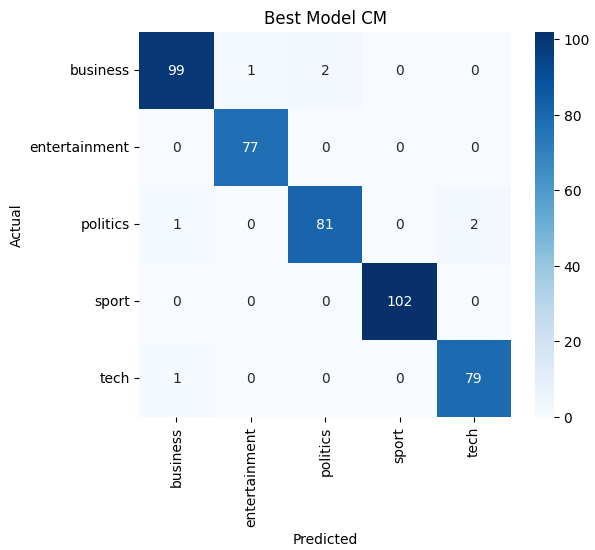 Best Model CM
business 99 1 2 0 0
entertainment 0 77 0 0 0
politics 1 0 81 0 2
sport 0 0 0 102 0
tech 1 0 0 0 79
Actual
business
entertainment
politics
sport
tech
Predicted
100
80
60
40
20
0